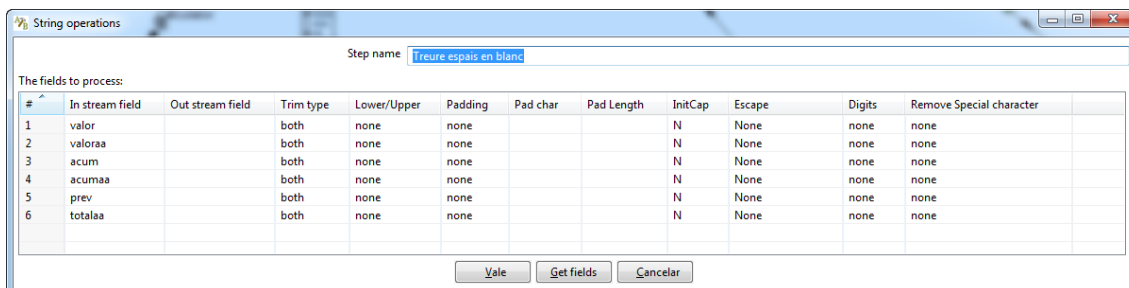 String operations
Step name Treure espais en blanc
The fields to process:
# In stream field Out stream field Trim type Lower/Upper Padding Pad char Pad Length InitCap Escape Digits Remove Special character
1 valor both none none N None none none
2 valoraa both none none N None none none
3 acum both none none N None none none
4 acumaa both none none N None none none
5 prev both none none N None none none
6 totalaa both none none N None none none
Vale Get fields Cancelar